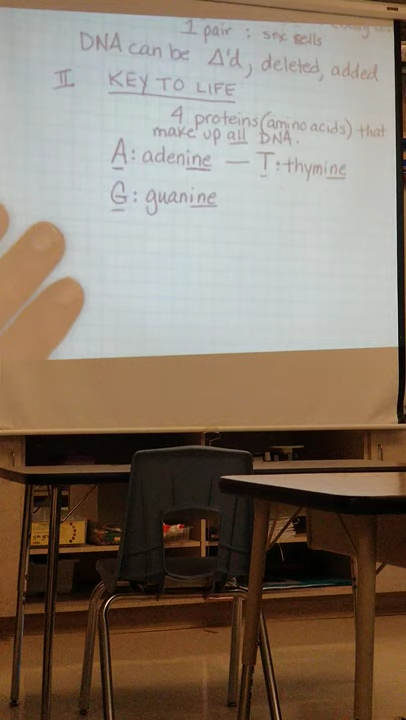 1 pair : sex cells
DNA can be Δ'd, deleted, added
II KEY TO LIFE
4 proteins (amino acids) that
make up all DNA.
A: adenine — T: thymine
G: guanine